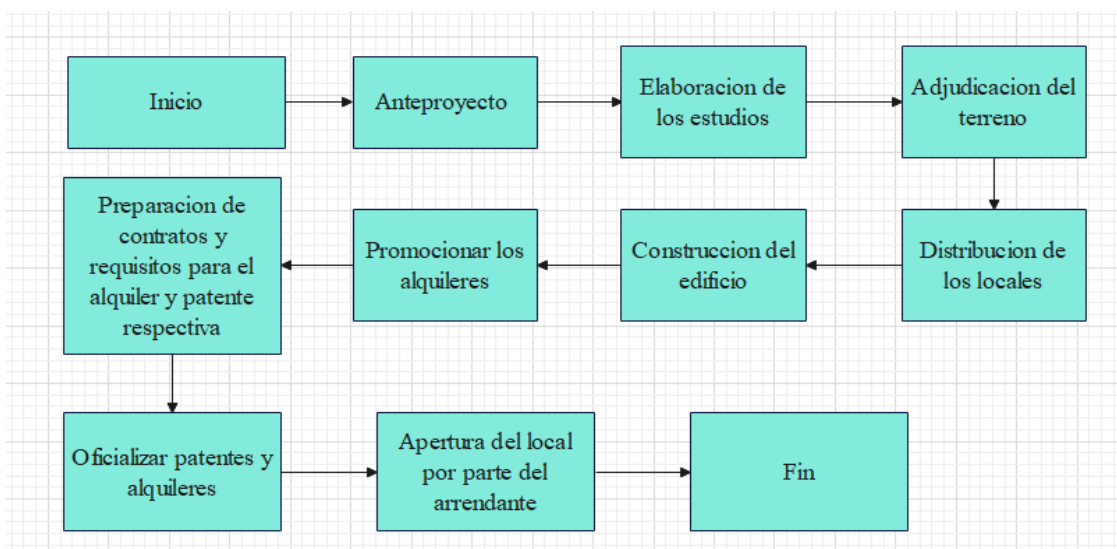 Inicio
Anteproyecto
Elaboracion de
los estudios
Adjudicacion del
terreno
Distribucion de
los locales
Construccion del
edificio
Promocionar los
alquileres
Preparacion de
contratos y
requisitos para el
alquiler y patente
respectiva
Oficializar patentes y
alquileres
Apertura del local
por parte del
arrendante
Fin